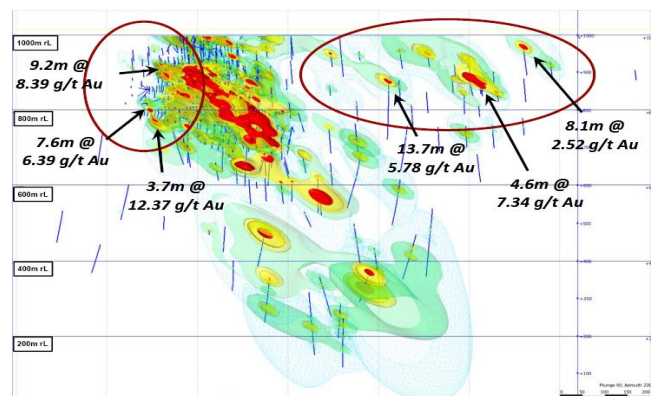 1000m rL
9.2m @
8.39 g/t Au
800m rL
7.6m @
6.39 g/t Au
3.7m @
12.37 g/t Au
13.7m @
5.78 g/t Au
4.6m @
7.34 g/t Au
8.1m @
2.52 g/t Au
600m rL
400m rL
200m rL